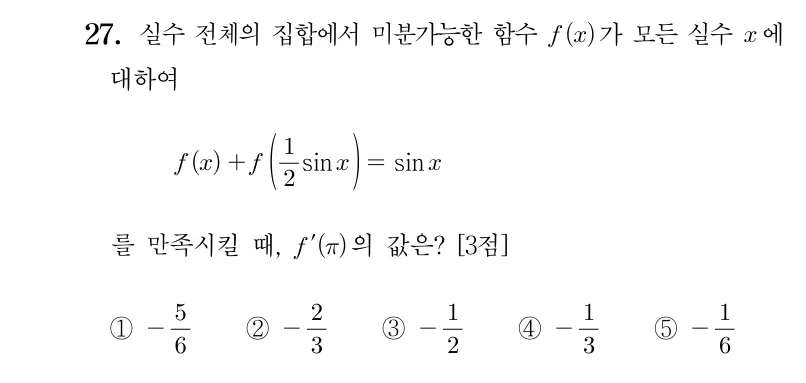 27. 실수 전체의 집합에서 미분가능한 함수 f(x)가 모든 실수 x에
대하여
f(x)+f(1/2 sin x)= sin x
를 만족시킬 때, f′(π)의 값은? [3점]
① −5/6 ② −2/3 ③ −1/2 ④ −1/3 ⑤ −1/6